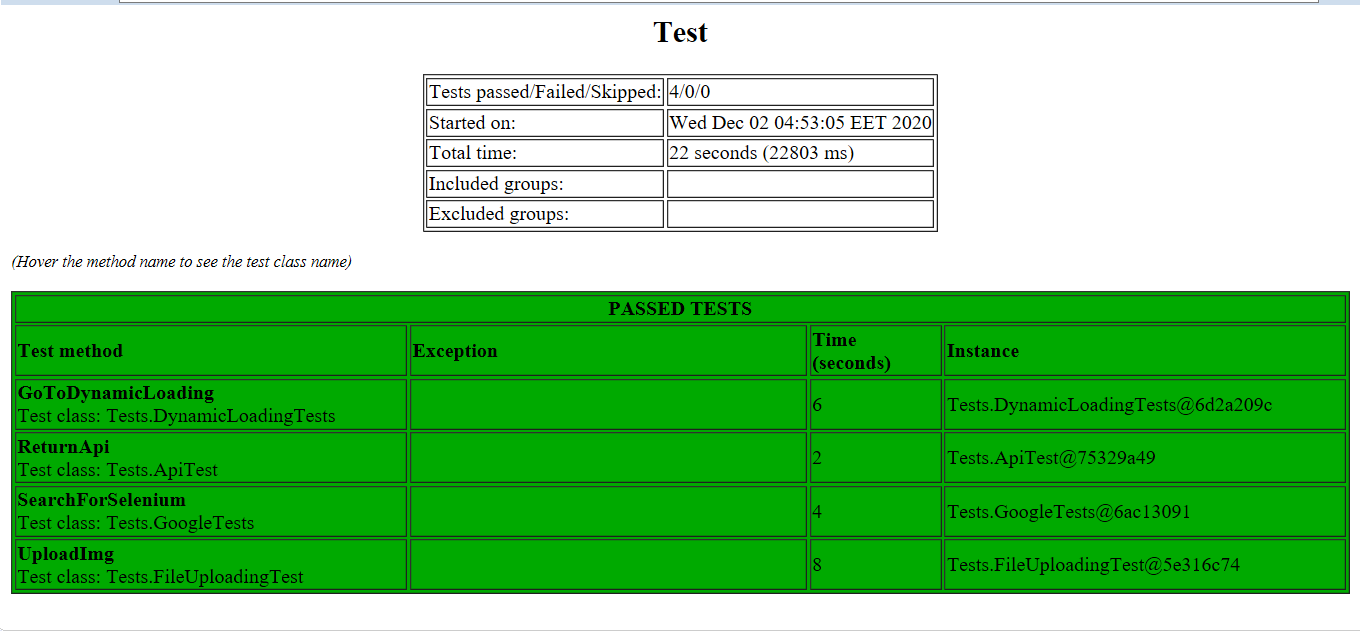 Test
Tests passed/Failed/Skipped: 4/0/0
Started on: Wed Dec 02 04:53:05 EET 2020
Total time: 22 seconds (22803 ms)
Included groups:
Excluded groups:
(Hover the method name to see the test class name)
PASSED TESTS
Test method Exception Time (seconds) Instance
GoToDynamicLoading
Test class: Tests.DynamicLoadingTests 6 Tests.DynamicLoadingTests@6d2a209c
ReturnApi
Test class: Tests.ApiTest 2 Tests.ApiTest@75329a49
SearchForSelenium
Test class: Tests.GoogleTests 4 Tests.GoogleTests@6ac13091
UploadImg
Test class: Tests.FileUploadingTest 8 Tests.FileUploadingTest@5e316c74